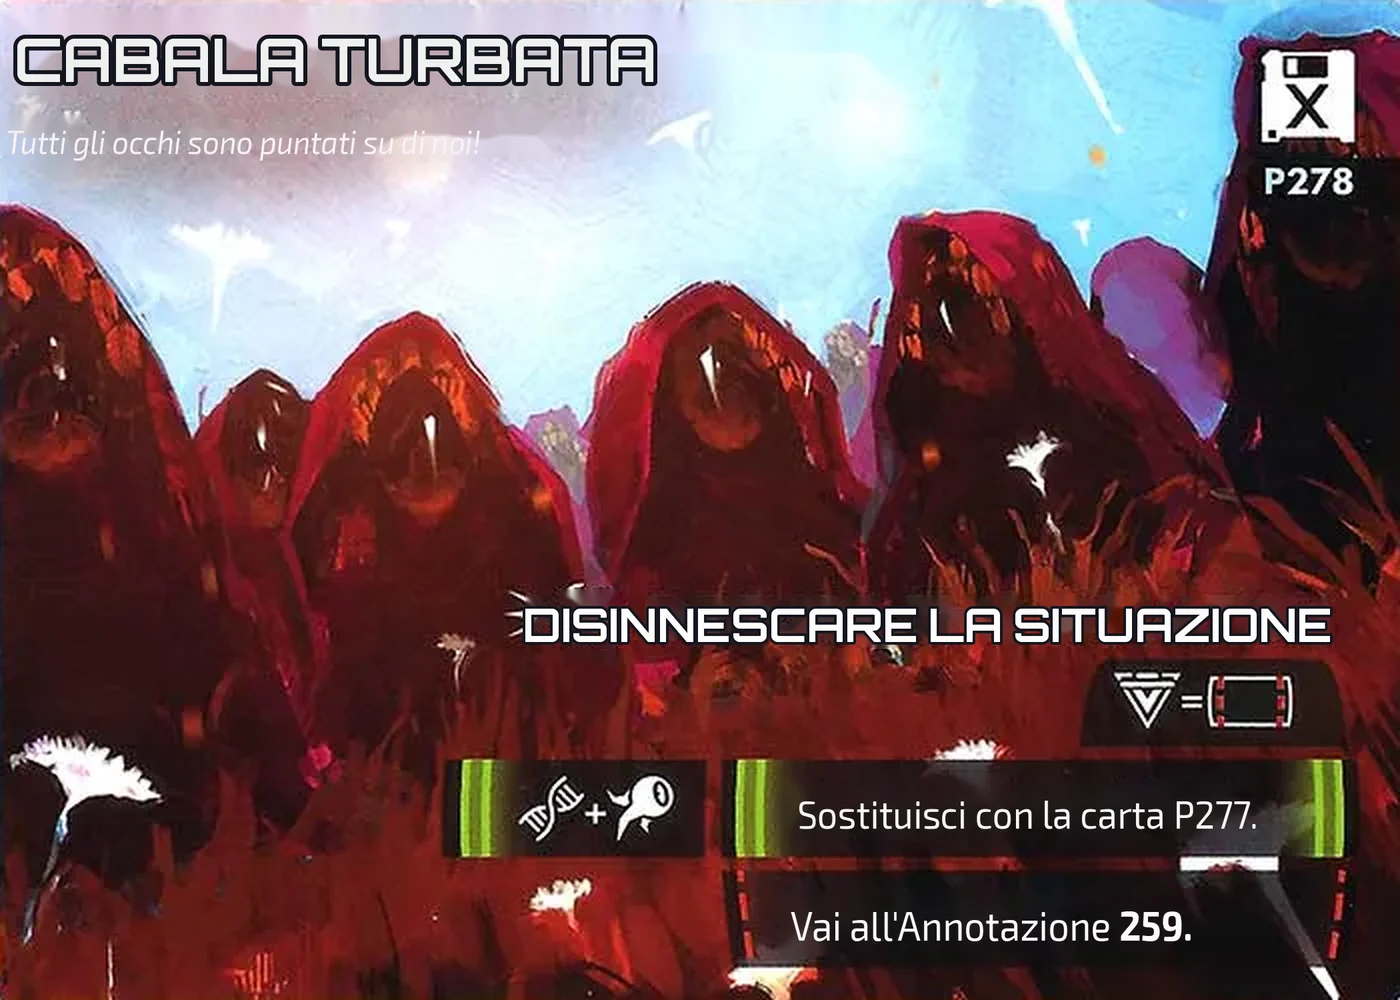 CABALA TURBATA
Tutti gli occhi sono puntati su di noi!
X
P278
DISINNESCARE LA SITUAZIONE
=
+
Sostituisci con la carta P277.
Vai all'Annotazione 259.